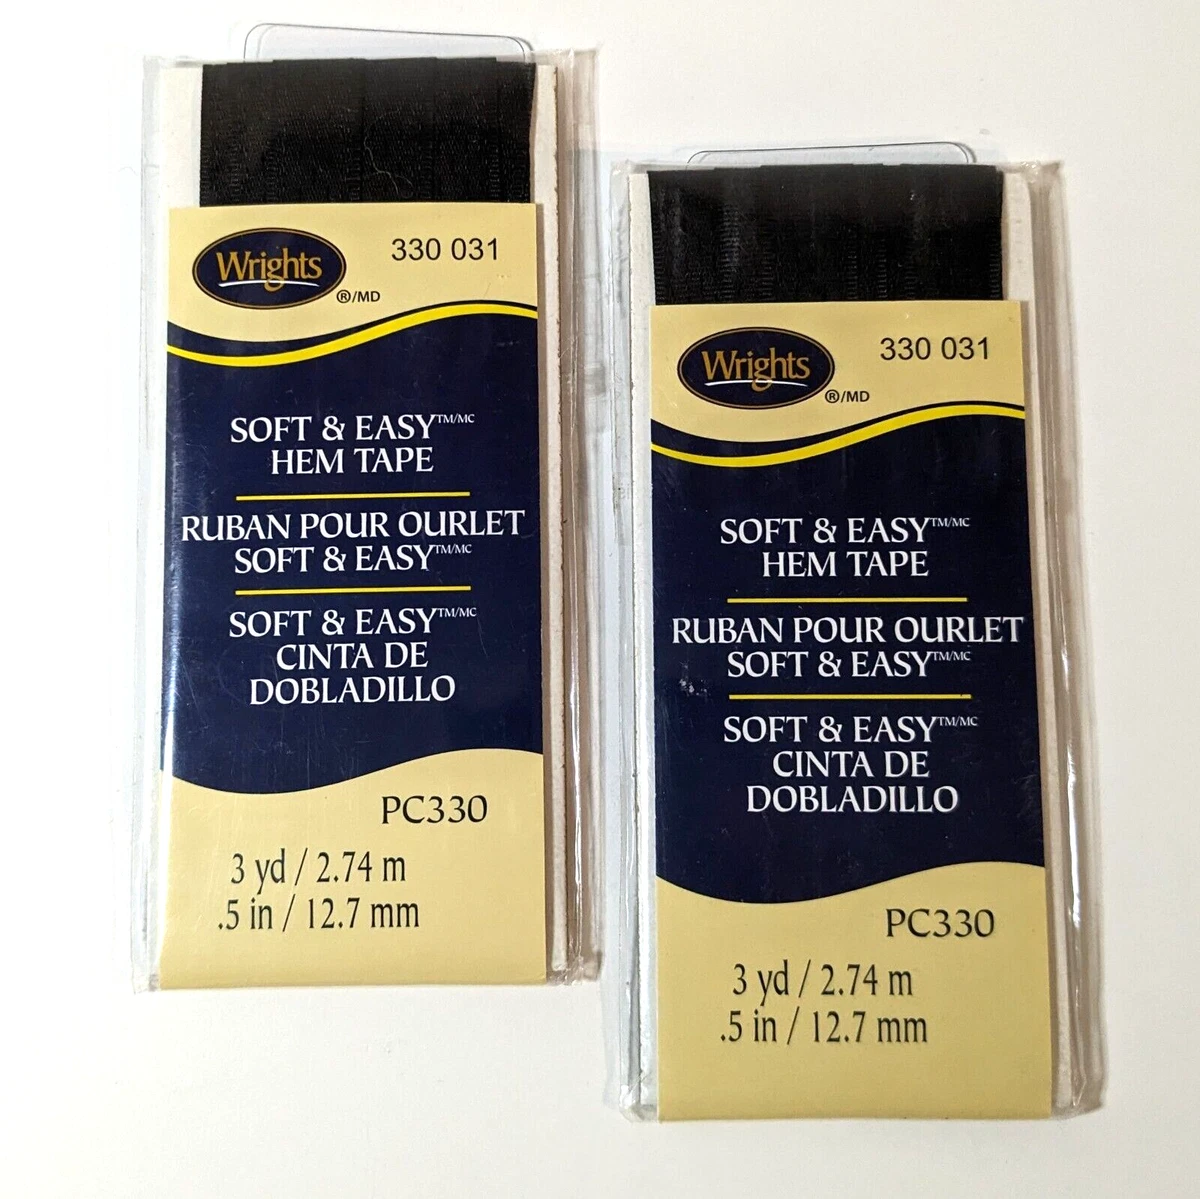 Wrights
®/MD
330 031
SOFT & EASY™/MC
HEM TAPE
RUBAN POUR OURLET
SOFT & EASY™/MC
SOFT & EASY™/MC
CINTA DE
DOBLADILLO
PC330
3 yd / 2.74 m
.5 in / 12.7 mm
Wrights
®/MD
330 031
SOFT & EASY™/MC
HEM TAPE
RUBAN POUR OURLET
SOFT & EASY™/MC
SOFT & EASY™/MC
CINTA DE
DOBLADILLO
PC330
3 yd / 2.74 m
.5 in / 12.7 mm